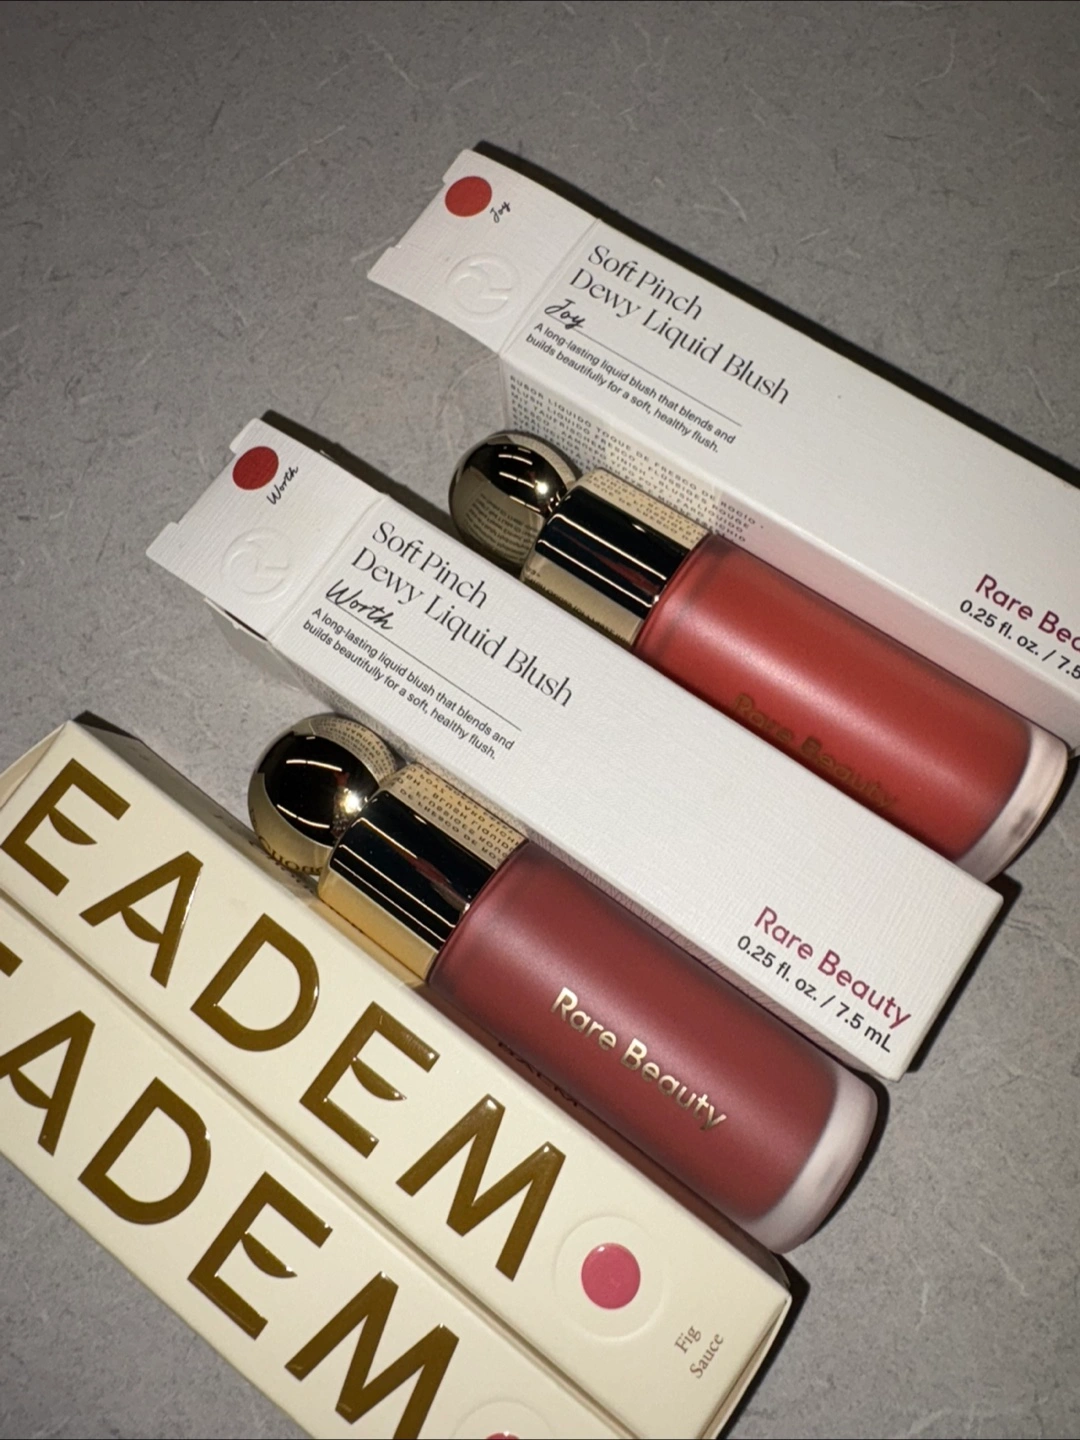 Joy
Soft Pinch
Dewy Liquid Blush
Joy
A long-lasting liquid blush that blends and
builds beautifully for a soft, healthy flush.
Rare Bea
0.25 fl. oz. / 7.5
Rare Beauty
Worth
Soft Pinch
Dewy Liquid Blush
Worth
A long-lasting liquid blush that blends and
builds beautifully for a soft, healthy flush.
Rare Beauty
0.25 fl. oz. / 7.5 mL
Rare Beauty
EADEM
Fig
Sauce
EADEM